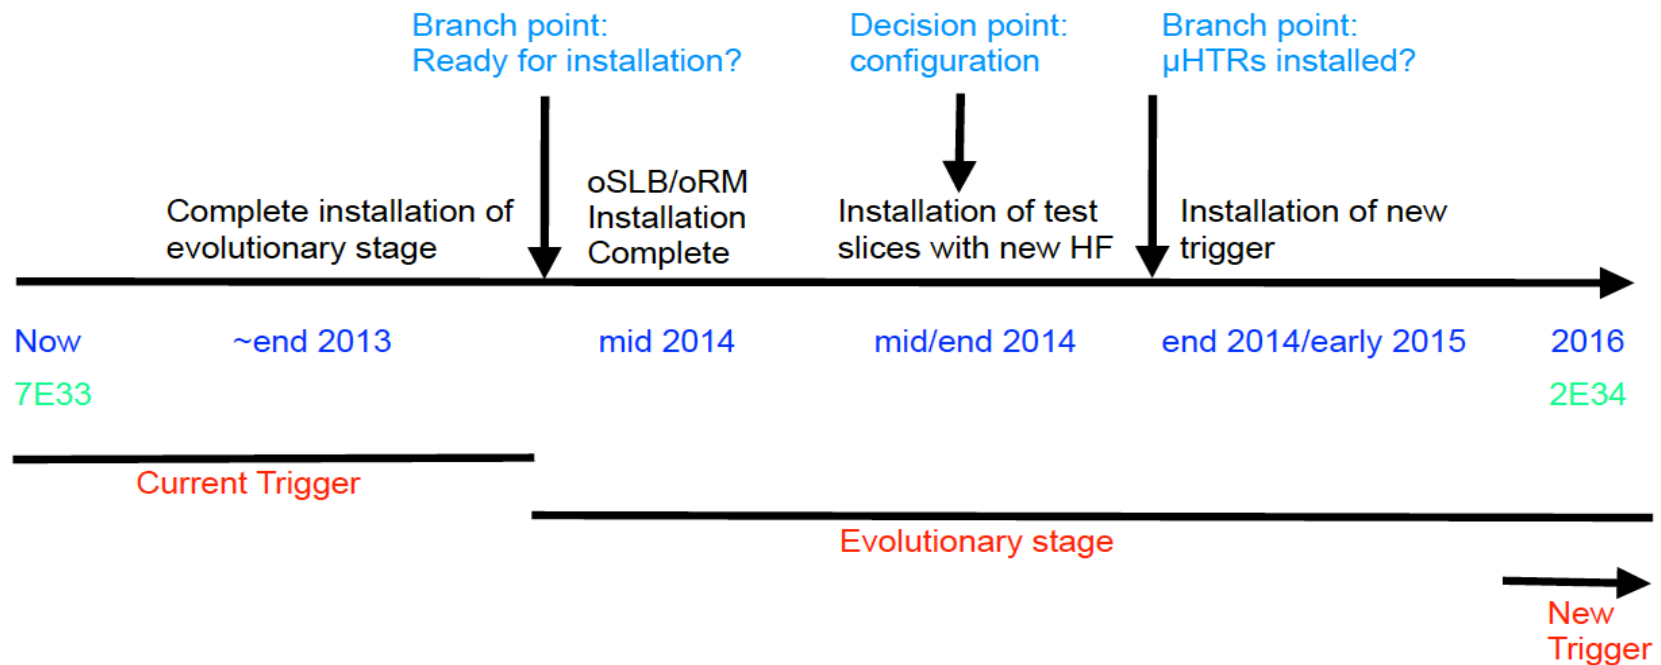 Branch point:
Ready for installation?
Decision point:
configuration
Branch point:
µHTRs installed?
Complete installation of
evolutionary stage
oSLB/oRM
Installation
Complete
Installation of test
slices with new HF
Installation of new
trigger
Now
~end 2013
mid 2014
mid/end 2014
end 2014/early 2015
2016
7E33
2E34
Current Trigger
Evolutionary stage
New
Trigger